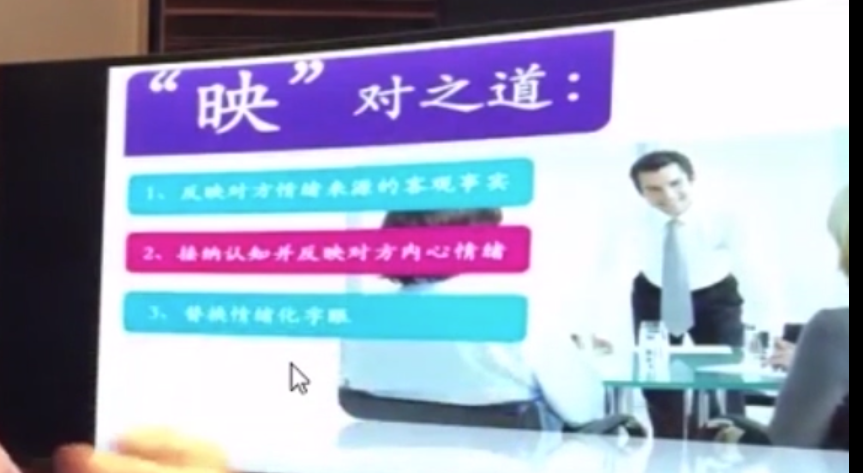 “映”对之道：
1、反映对方情绪来源的客观事实
2、接纳认知并反映对方内心情绪
3、替换情绪化字眼